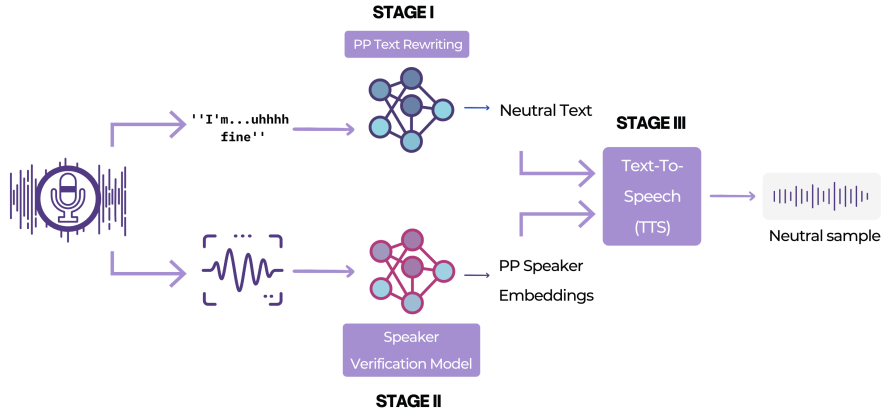 STAGE I
PP Text Rewriting
''I'm...uhhhh
fine''
Neutral Text
STAGE III
Text-To-
Speech
(TTS)
Neutral sample
PP Speaker
Embeddings
Speaker
Verification Model
STAGE II